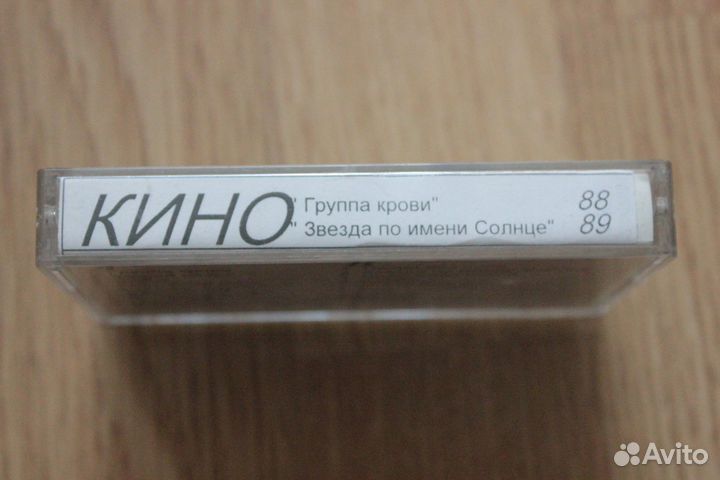 КИНО
" Группа крови" 88
" Звезда по имени Солнце" 89
Avito